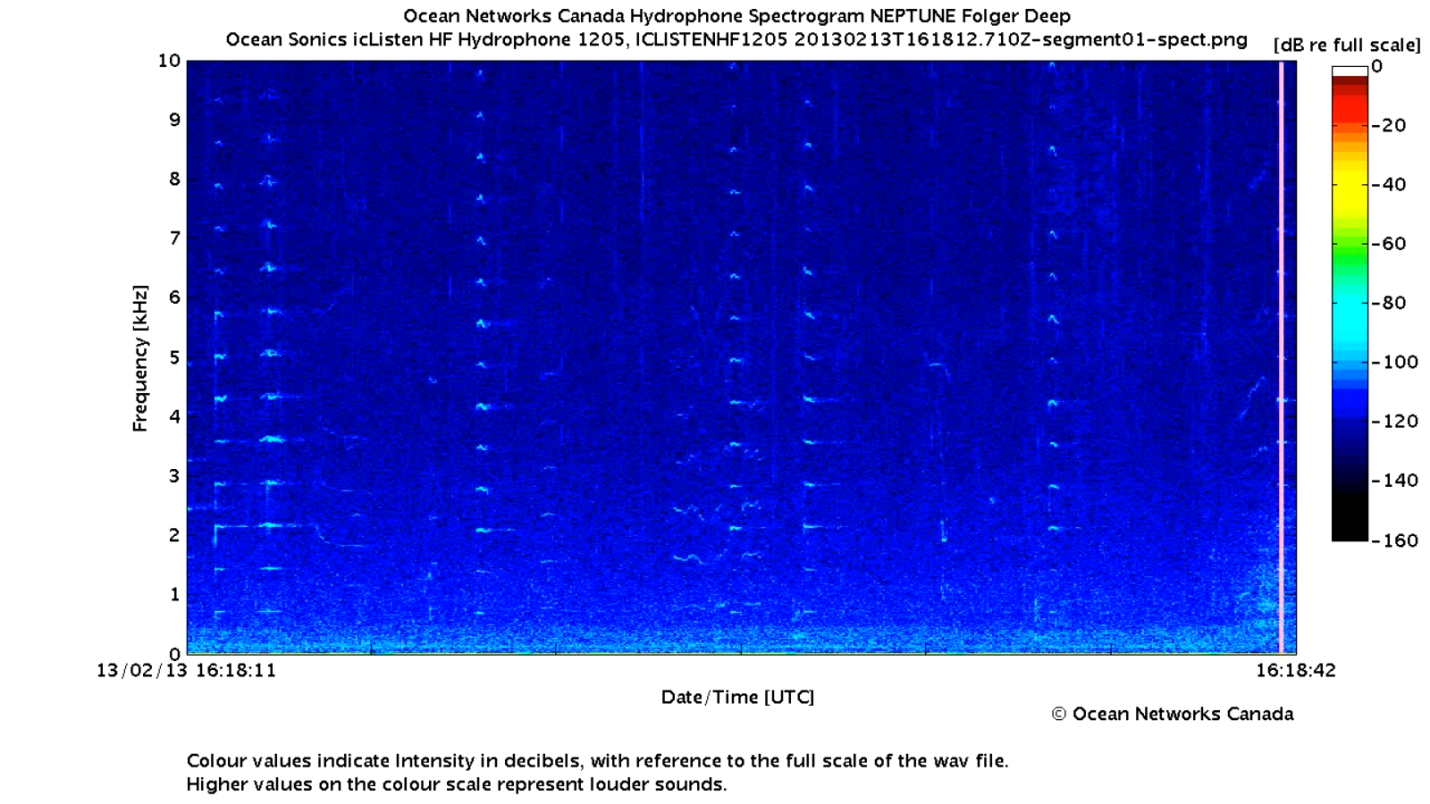 Ocean Networks Canada Hydrophone Spectrogram NEPTUNE Folger Deep
Ocean Sonics icListen HF Hydrophone 1205, ICLISTENHF1205 20130213T161812.710Z-segment01-spect.png
[dB re full scale]
10
9
8
7
6
5
4
3
2
1
0
Frequency [kHz]
0
-20
-40
-60
-80
-100
-120
-140
-160
13/02/13 16:18:11
16:18:42
Date/Time [UTC]
© Ocean Networks Canada
Colour values indicate Intensity in decibels, with reference to the full scale of the wav file.
Higher values on the colour scale represent louder sounds.